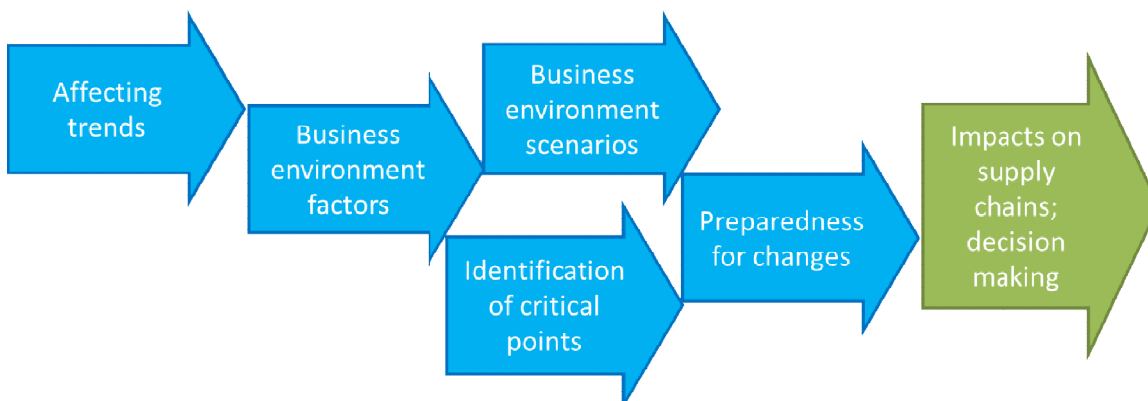 Affecting
trends
Business
environment
factors
Business
environment
scenarios
Identification
of critical
points
Preparedness
for changes
Impacts on
supply
chains;
decision
making